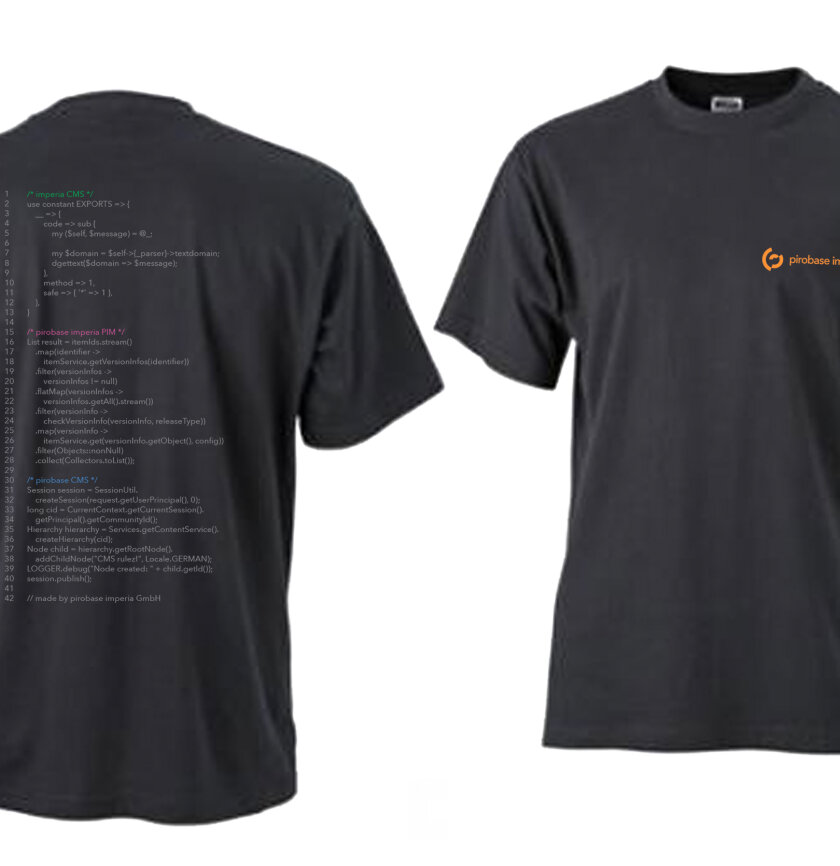 1 /* imperia CMS */
2 use constant EXPORTS => {
3 __ => {
4 code => sub {
5 my ($self, $message) = @_;
6
7 my $domain = $self->{_parser}->textdomain;
8 dgettext($domain => $message);
9 },
10 method => 1,
11 safe => { '*' => 1 },
12 },
13 }
14
15 /* pirobase imperia PIM */
16 List result = itemIds.stream()
17 .map(identifier ->
18 itemService.getVersionInfos(identifier))
19 .filter(versionInfos ->
20 versionInfos != null)
21 .flatMap(versionInfos ->
22 versionInfos.getAll().stream())
23 .filter(versionInfo ->
24 checkVersionInfo(versionInfo, releaseType))
25 .map(versionInfo ->
26 itemService.get(versionInfo.getObject(), config))
27 .filter(Objects::nonNull)
28 .collect(Collectors.toList());
29
30 /* pirobase CMS */
31 Session session = SessionUtil.
32 createSession(request.getUserPrincipal(), 0);
33 long cid = CurrentContext.getCurrentSession().
34 getPrincipal().getCommunityId();
35 Hierarchy hierarchy = Services.getContentService().
36 createHierarchy(cid);
37 Node child = hierarchy.getRootNode().
38 addChildNode("CMS rulez!", Locale.GERMAN);
39 LOGGER.debug("Node created: " + child.getId());
40 session.publish();
41
42 // made by pirobase imperia GmbH
pirobase im